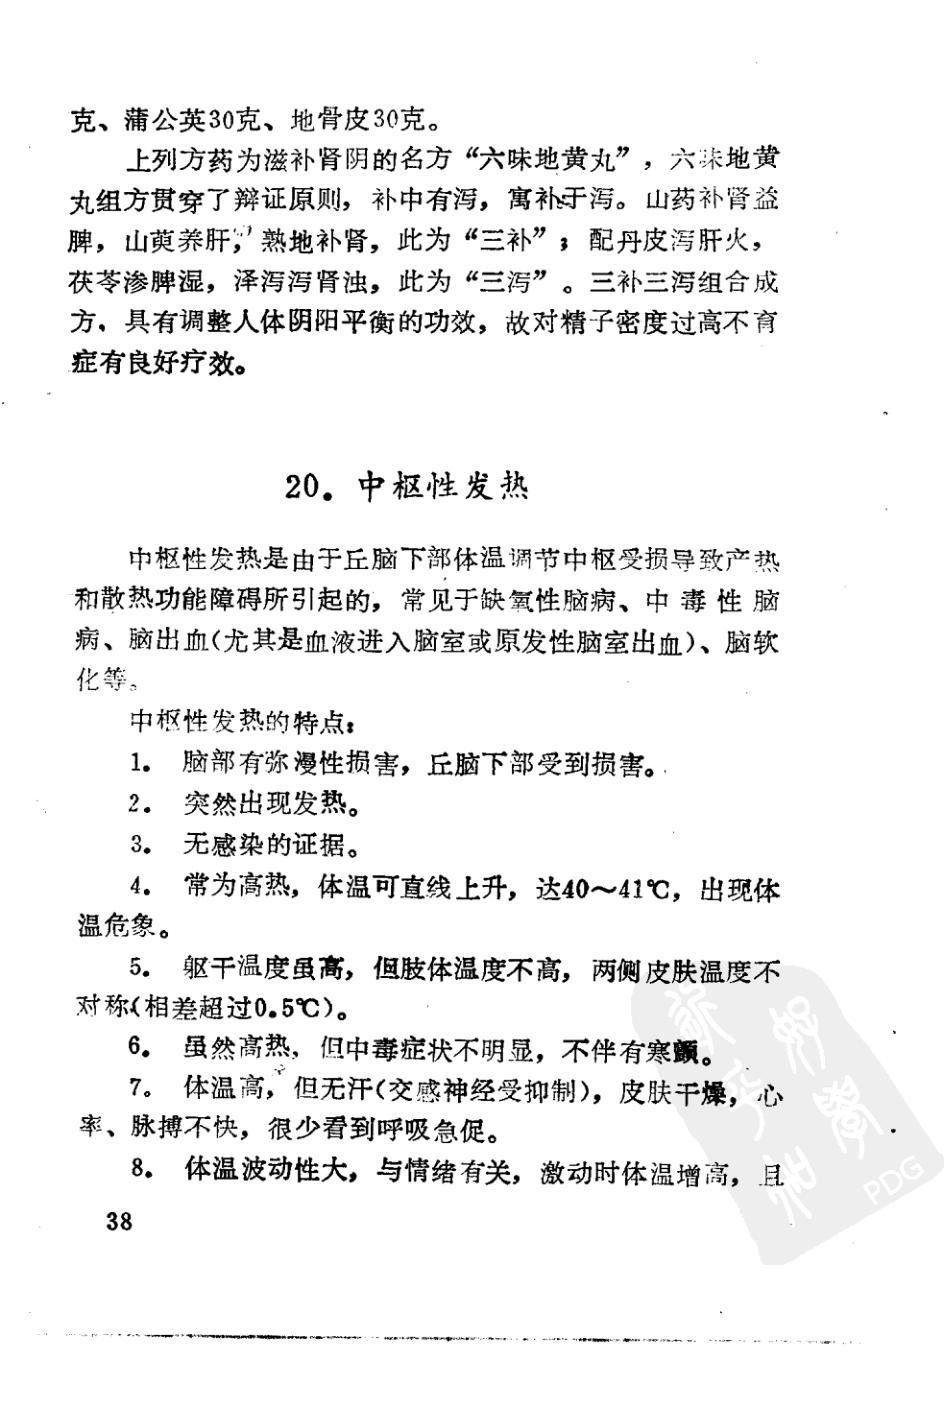 克、蒲公英30克、地骨皮30克。
上列方药为滋补肾阴的名方“六味地黄丸”，六味地黄
丸组方贯穿了辩证原则，补中有泻，寓补于泻。山药补肾益
脾，山萸养肝，熟地补肾，此为“三补”；配丹皮泻肝火，
茯苓渗脾湿，泽泻泻肾浊，此为“三泻”。三补三泻组合成
方，具有调整人体阴阳平衡的功效，故对精子密度过高不育
症有良好疗效。
20．中枢性发热
中枢性发热是由于丘脑下部体温调节中枢受损导致产热
和散热功能障碍所引起的，常见于缺氧性脑病、中毒性脑
病、脑出血(尤其是血液进入脑室或原发性脑室出血)、脑软
化等。
中枢性发热的特点：
1． 脑部有弥漫性损害，丘脑下部受到损害。
2． 突然出现发热。
3． 无感染的证据。
4． 常为高热，体温可直线上升，达40～41℃，出现体
温危象。
5． 躯干温度虽高，但肢体温度不高，两侧皮肤温度不
对称(相差超过0.5℃)。
6． 虽然高热，但中毒症状不明显，不伴有寒颤。
7． 体温高，但无汗(交感神经受抑制)，皮肤干燥，心
率、脉搏不快，很少看到呼吸急促。
8． 体温波动性大，与情绪有关，激动时体温增高，且
38
PDG